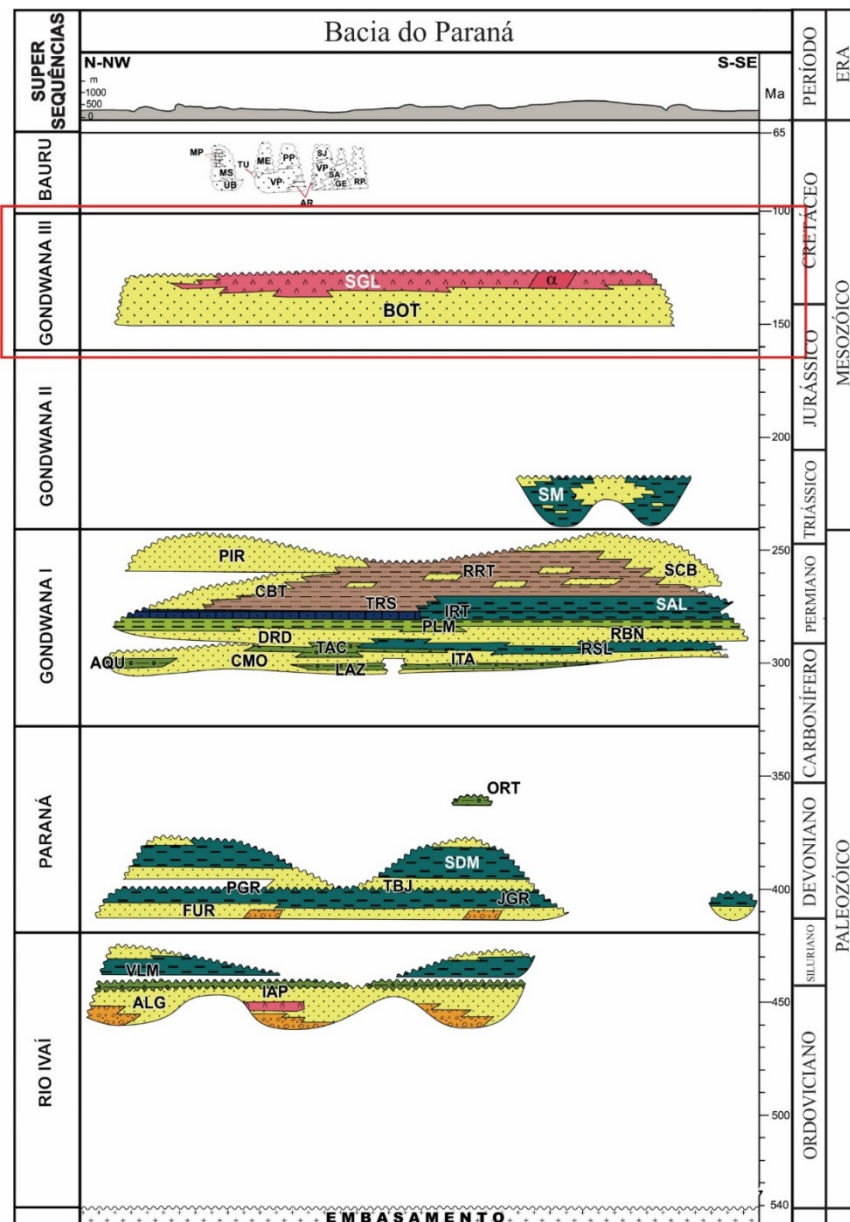 Bacia do Paraná
SUPER
SEQUÊNCIAS
PERÍODO
ERA
N-NW
S-SE
m
1000
500
0
Ma
65
BAURU
MP
MS
UB
TU
ME
VP
PP
AR
SJ
VP
SA
GE
RP
100
GONDWANA III
SGL
α
BOT
150
CRETÁCEO
JURÁSSICO
MESOZÓICO
GONDWANA II
200
SM
TRIÁSSICO
GONDWANA I
250
PIR
RRT
SCB
CBT
TRS
IRT
SAL
PLM
DRD
RBN
TAC
RSL
AQU
CMO
LAZ
ITA
300
PERMIANO
CARBONÍFERO
PARANÁ
350
ORT
SDM
PGR
TBJ
JGR
FUR
400
DEVONIANO
PALEOZÓICO
SILURIANO
RIO IVAÍ
VLM
IAP
ALG
450
500
540
ORDOVICIANO
EMBASAMENTO